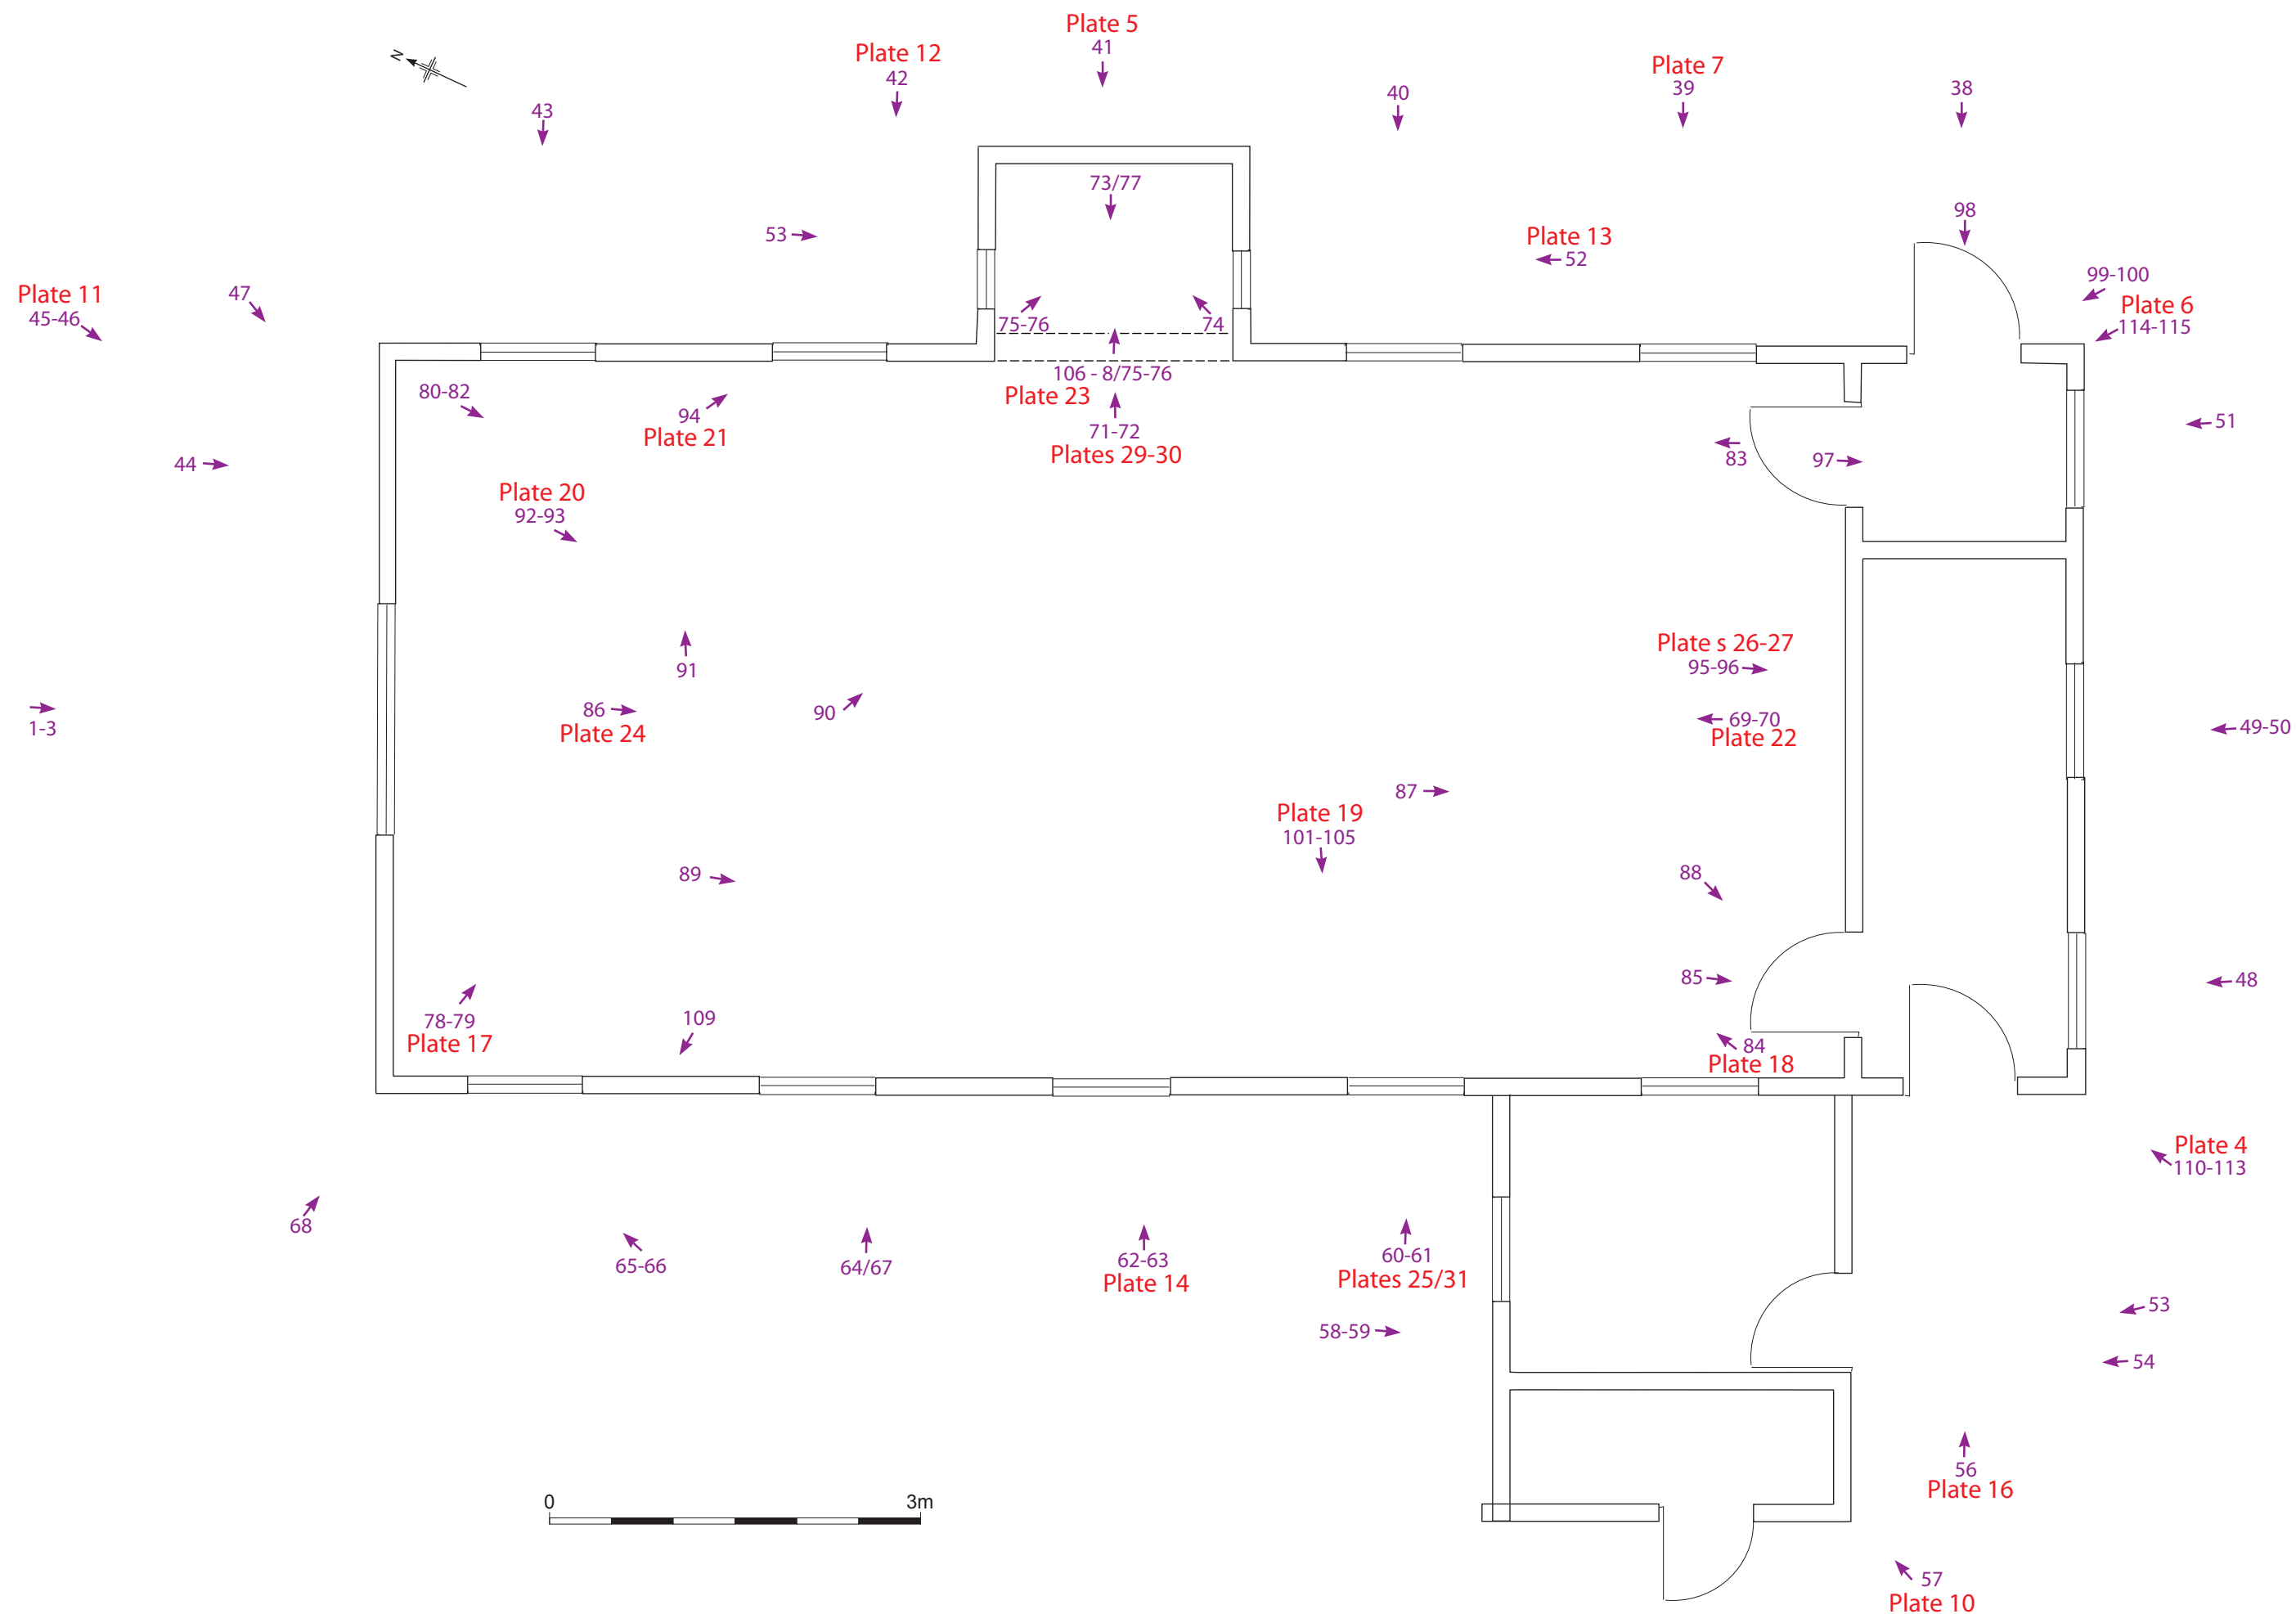 Plate 5
41
Plate 12
42
N
Plate 7
39
38
40
43
73/77
98
53
Plate 13
52
99-100
Plate 6
114-115
Plate 11
45-46
47
75-76
74
106 - 8/75-76
Plate 23
80-82
94
Plate 21
71-72
Plates 29-30
51
83
97
44
Plate 20
92-93
Plate s 26-27
95-96
91
86
Plate 24
90
69-70
Plate 22
1-3
49-50
87
Plate 19
101-105
89
88
85
48
78-79
Plate 17
109
84
Plate 18
Plate 4
110-113
68
65-66
64/67
62-63
Plate 14
60-61
Plates 25/31
58-59
53
54
56
Plate 16
0
3m
57
Plate 10